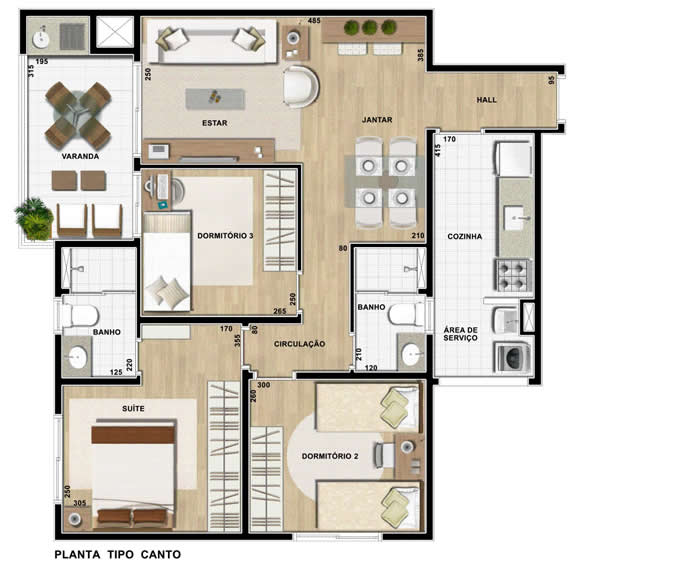 485
195
315
250
385
ESTAR
JANTAR
HALL
95
170
415
VARANDA
DORMITÓRIO 3
210
80
COZINHA
265
250
BANHO
125
220
170
355
80
CIRCULAÇÃO
BANHO
210
120
ÁREA DE
SERVIÇO
SUÍTE
300
260
DORMITÓRIO 2
250
305
PLANTA TIPO CANTO